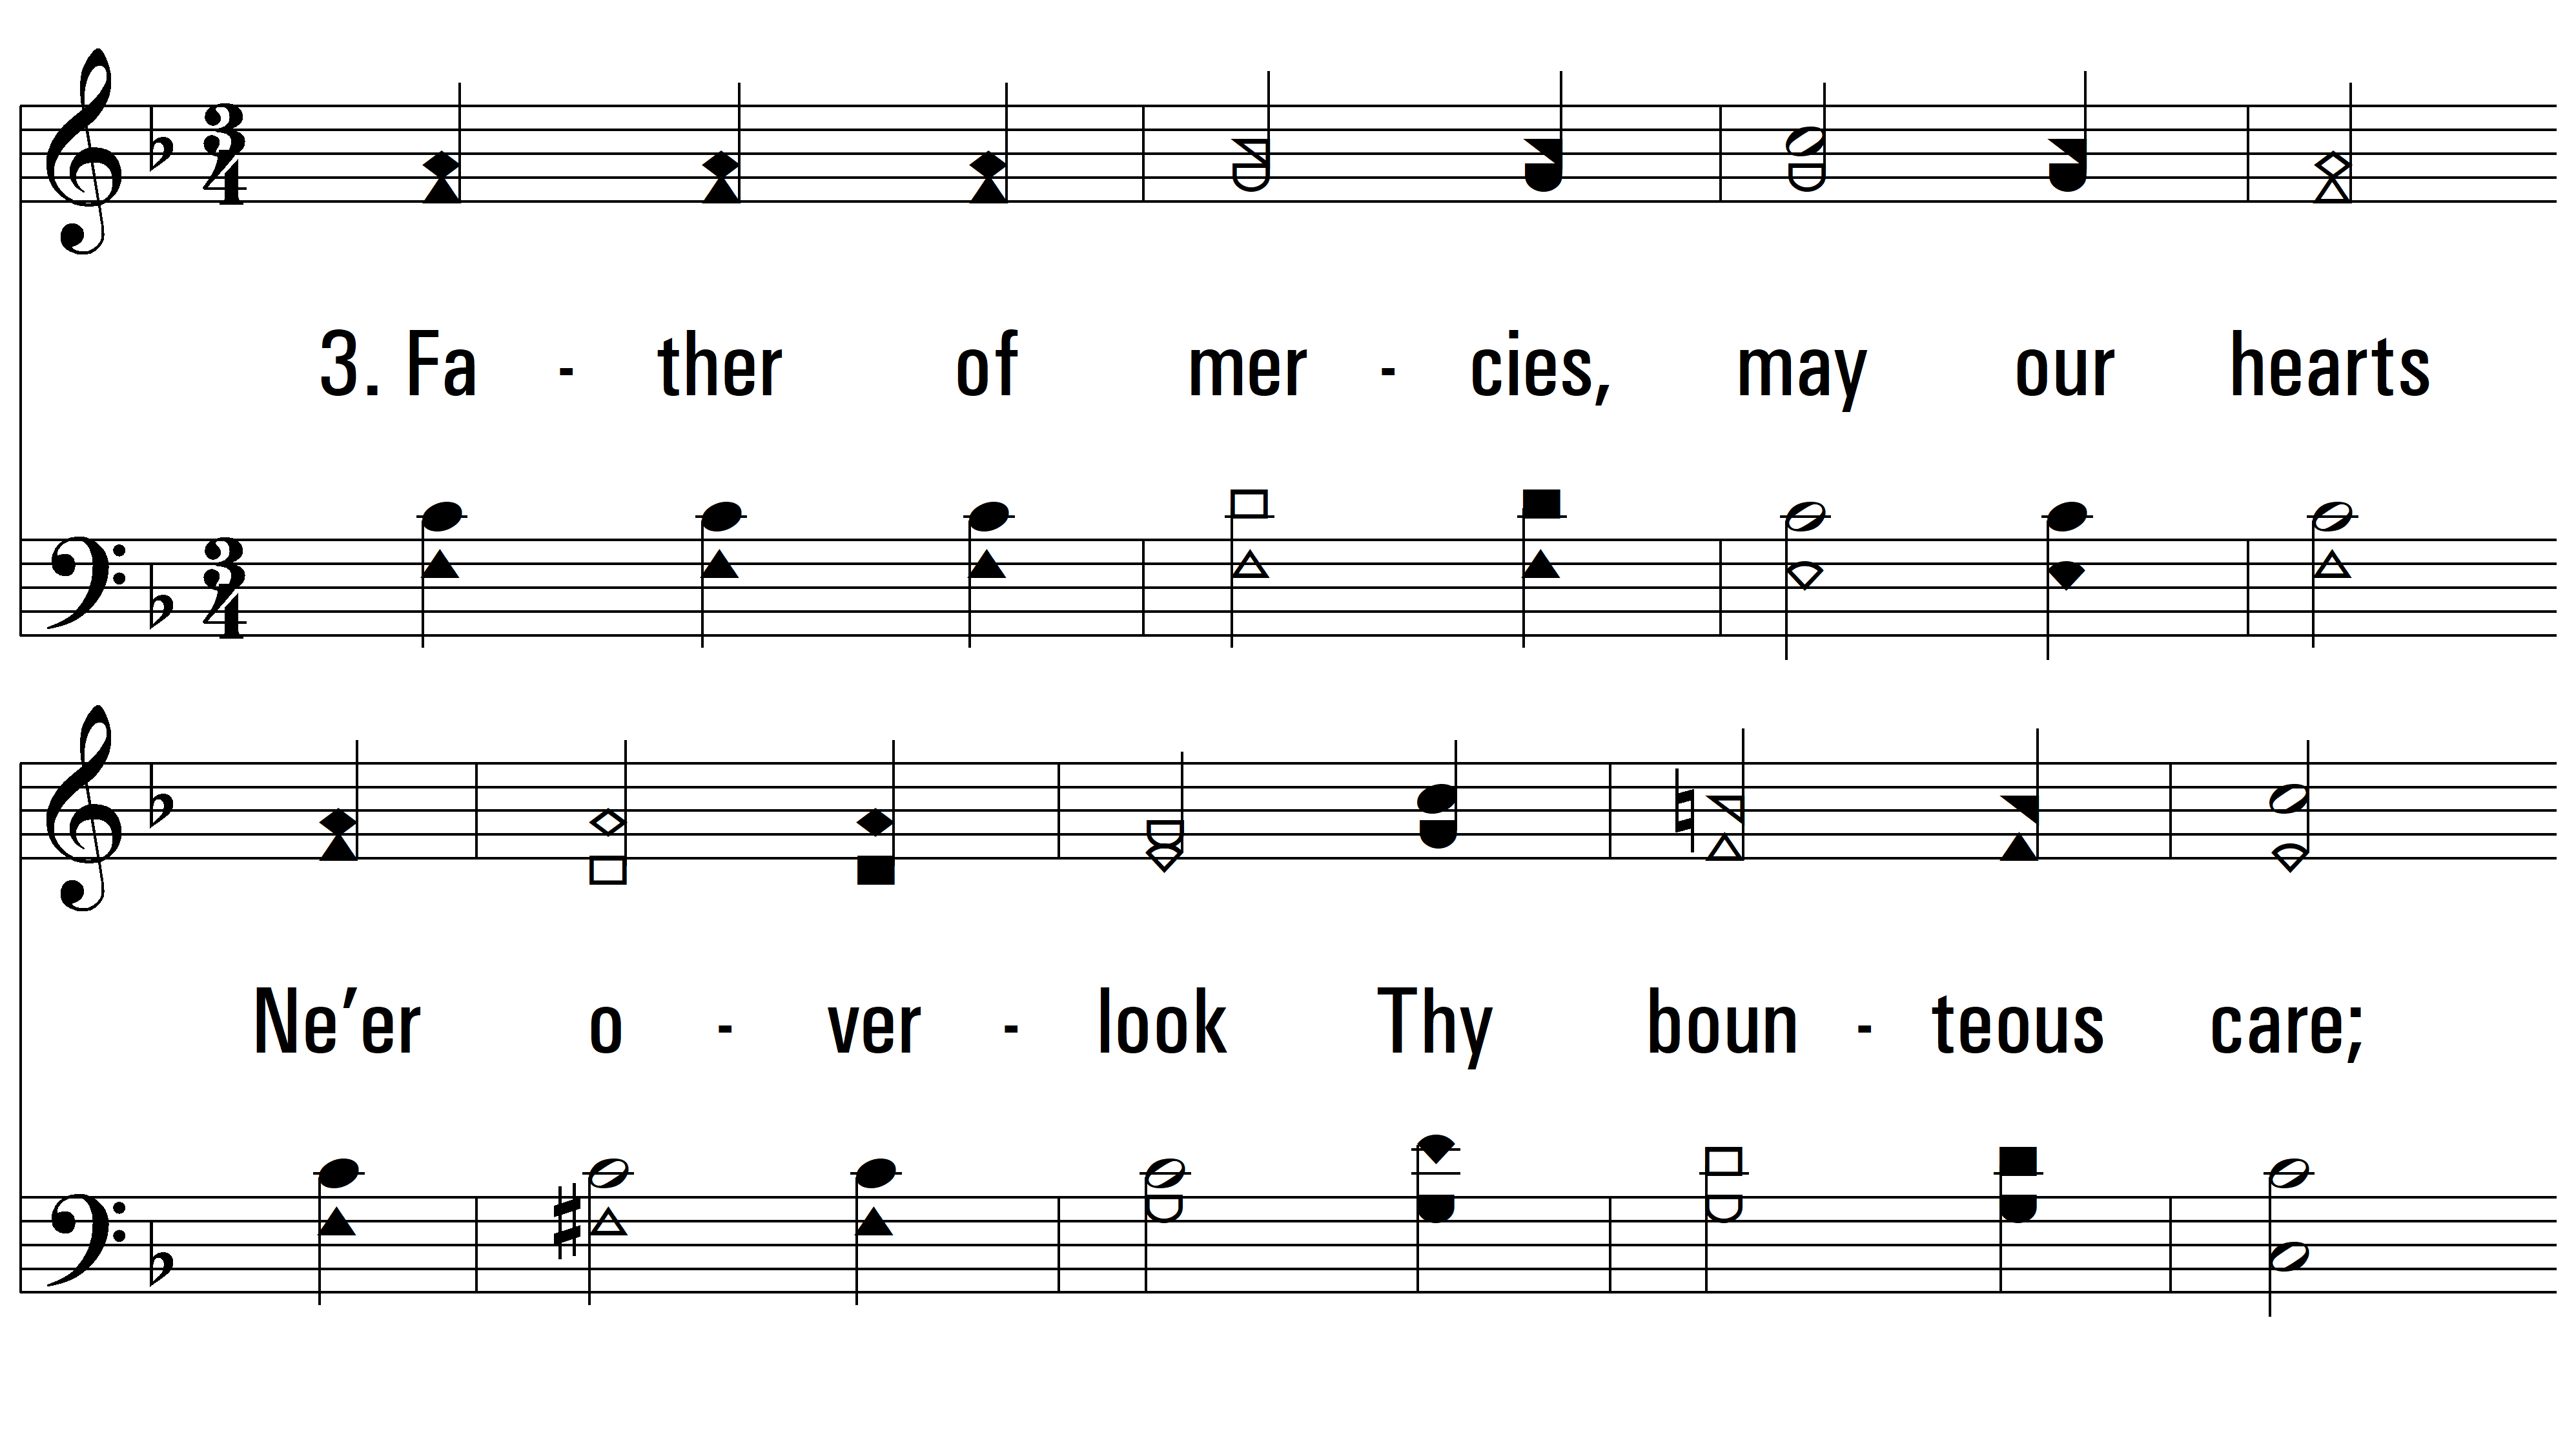 3. Fa - ther of mer - cies, may our hearts
Ne’er o - ver - look Thy boun - teous care;